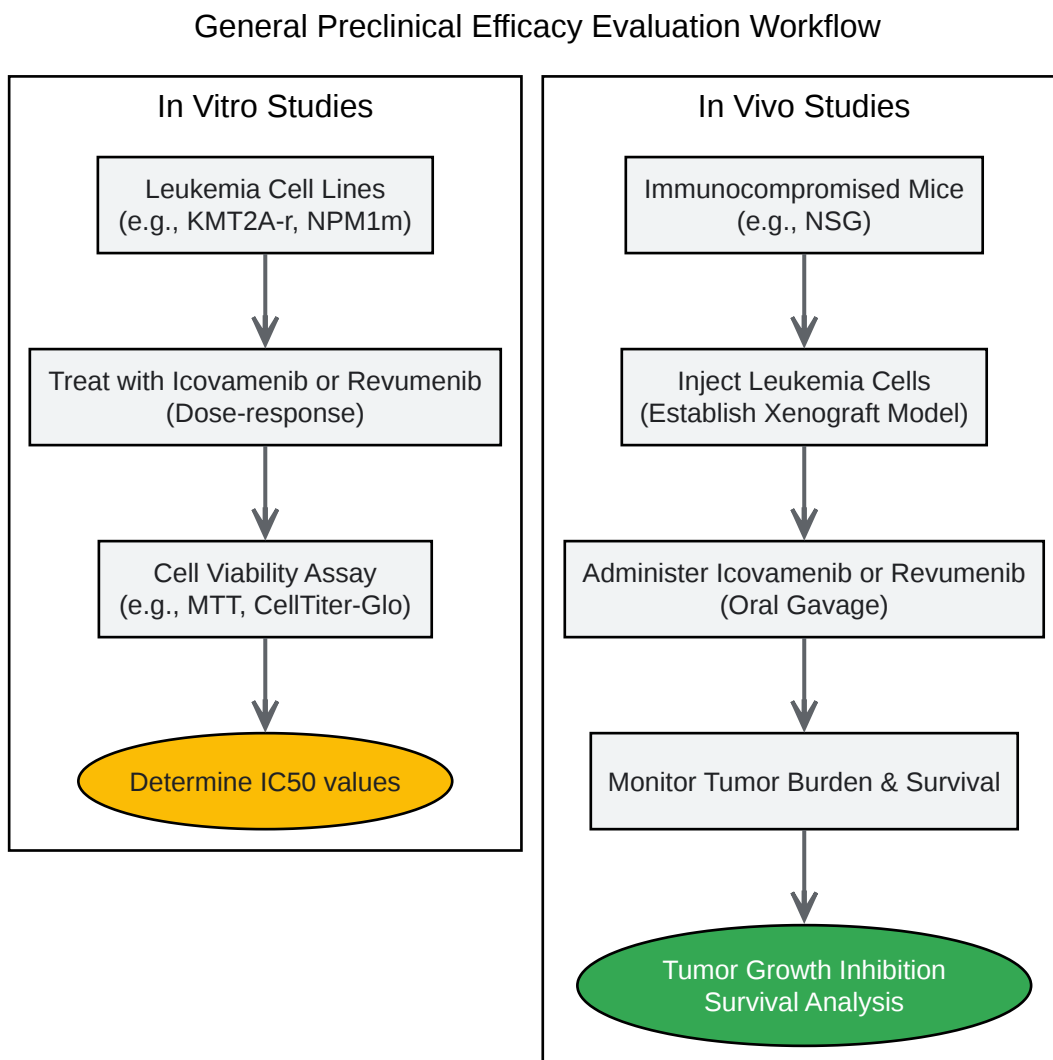 General Preclinical Efficacy Evaluation Workflow
In Vitro Studies
Leukemia Cell Lines
(e.g., KMT2A-r, NPM1m)
Treat with Icovamenib or Revumenib
(Dose-response)
Cell Viability Assay
(e.g., MTT, CellTiter-Glo)
Determine IC50 values
In Vivo Studies
Immunocompromised Mice
(e.g., NSG)
Inject Leukemia Cells
(Establish Xenograft Model)
Administer Icovamenib or Revumenib
(Oral Gavage)
Monitor Tumor Burden & Survival
Tumor Growth Inhibition
Survival Analysis